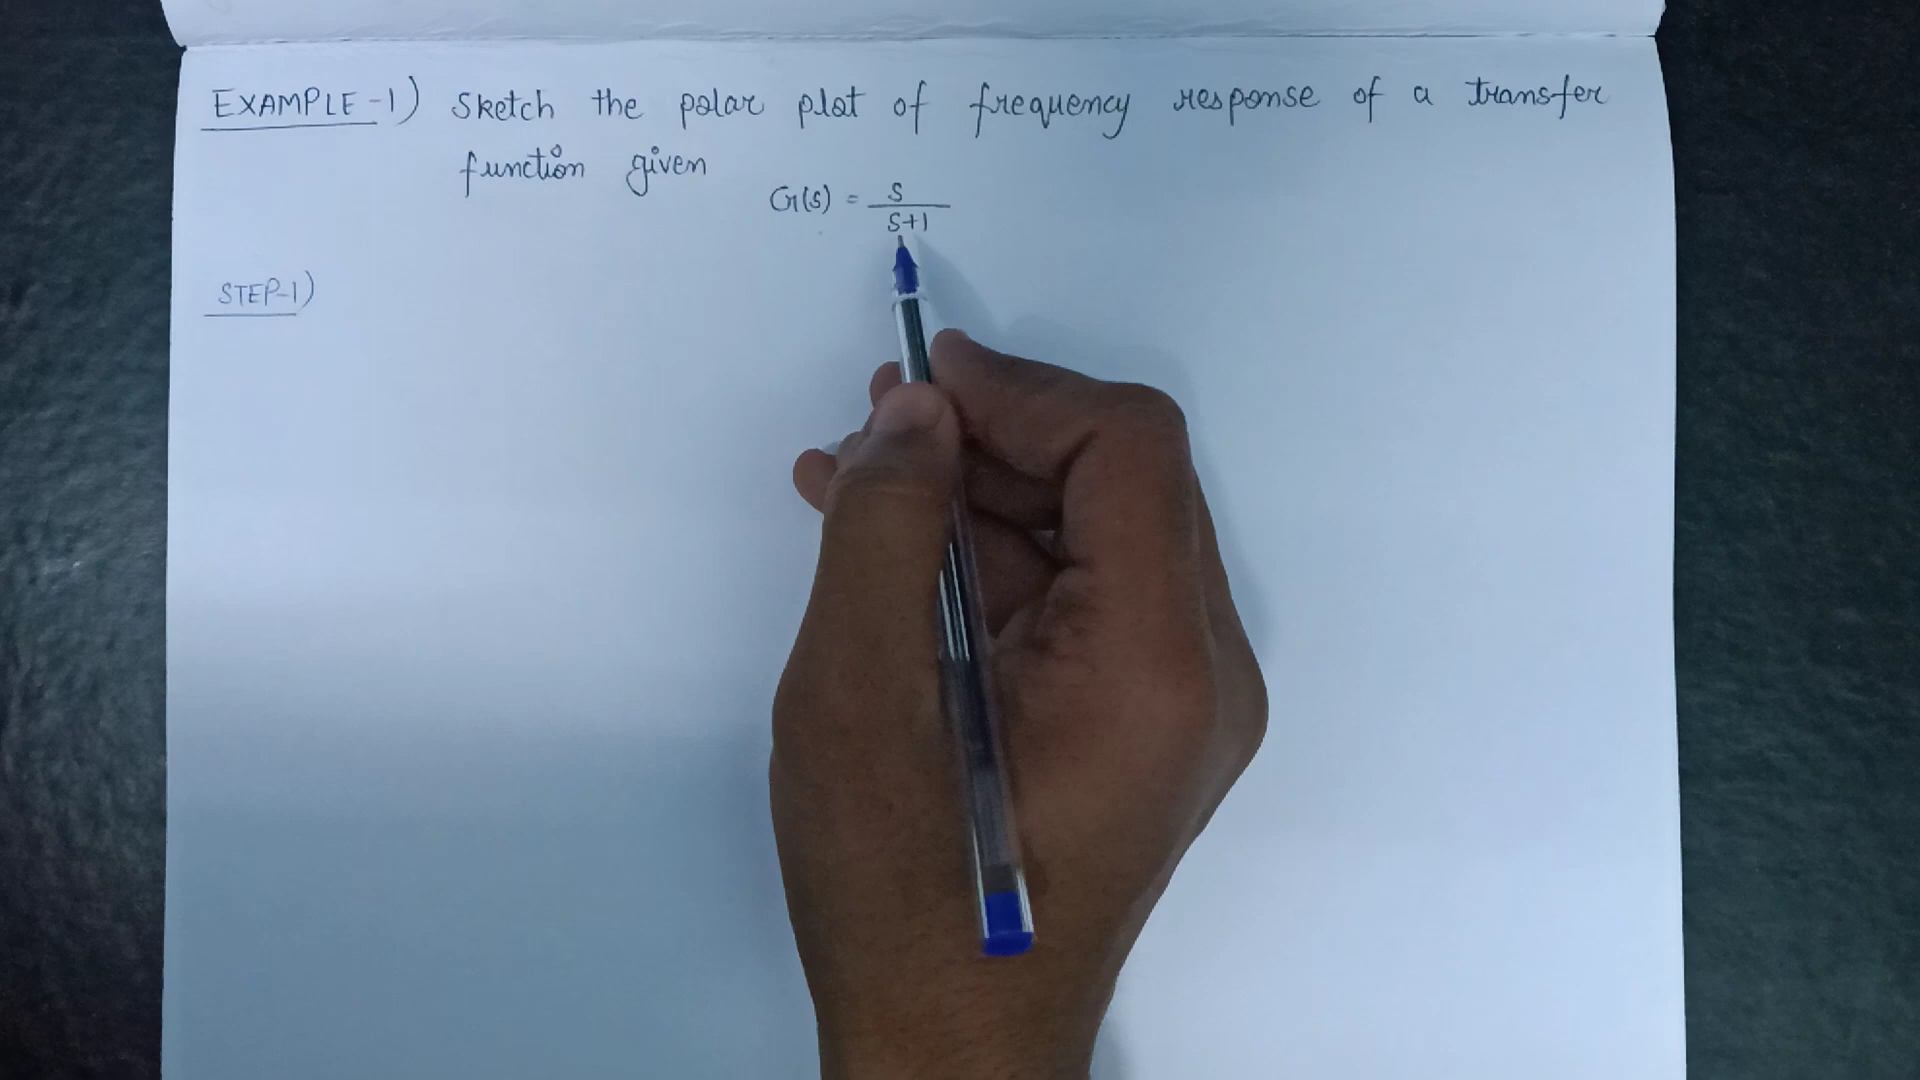 EXAMPLE-1) Sketch the polar plot of frequency response of a transfer
function given
G(s) = s
s+1
STEP-1)